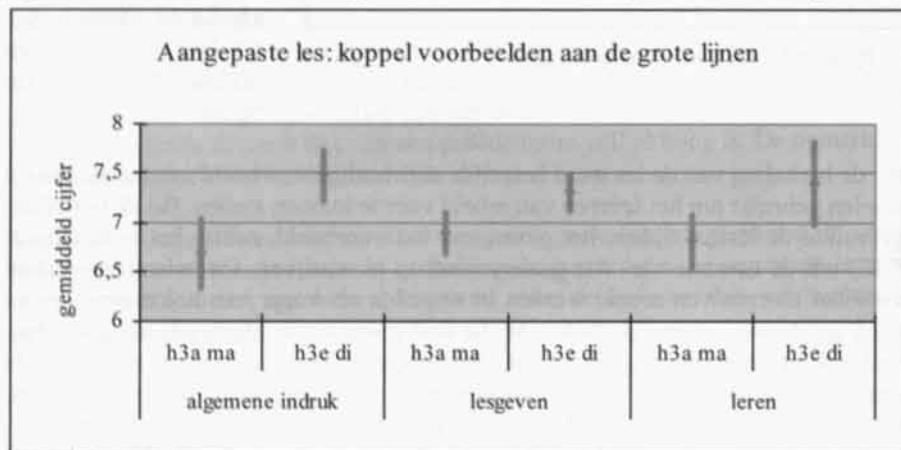 Aangepaste les: koppel voorbeelden aan de grote lijnen
gemiddeld cijfer
8
7,5
7
6,5
6
h3a ma h3e di h3a ma h3e di h3a ma h3e di
algemene indruk lesgeven leren